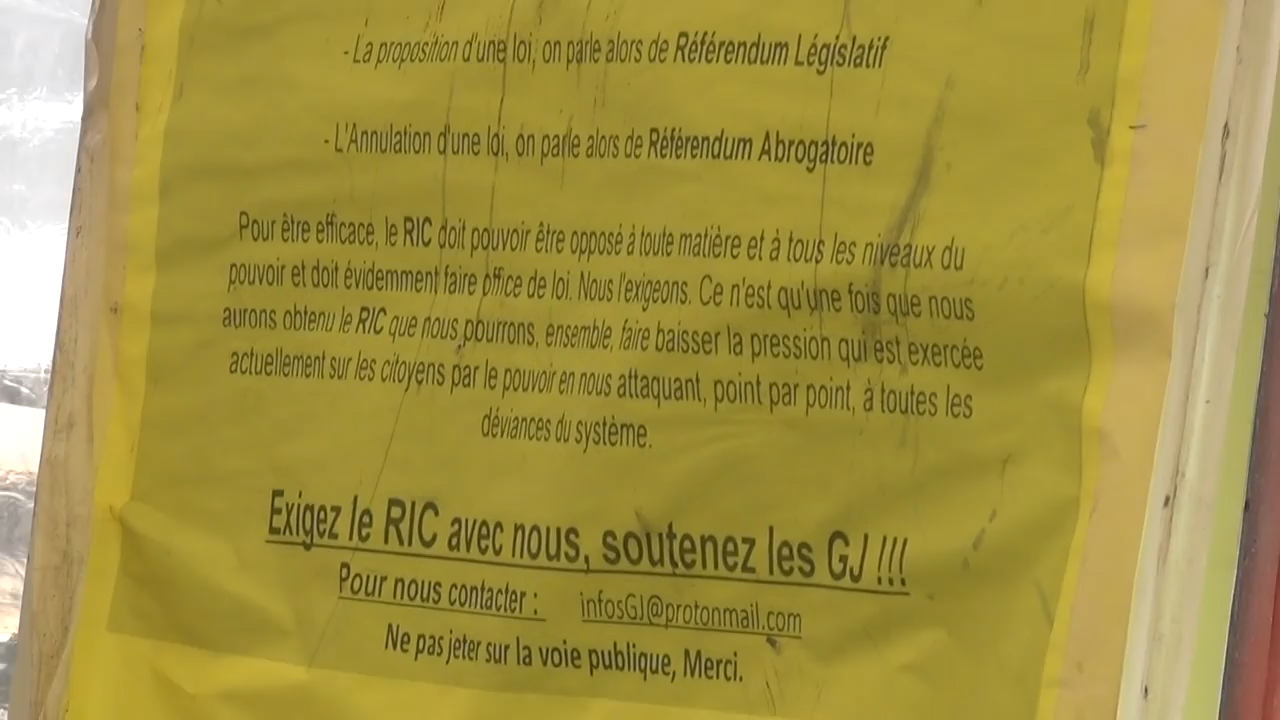 - La proposition d'une loi, on parle alors de Référendum Législatif
- L'Annulation d'une loi, on parle alors de Référendum Abrogatoire
Pour être efficace, le RIC doit pouvoir être opposé à toute matière et à tous les niveaux du
pouvoir et doit évidemment faire office de loi. Nous l'exigeons. Ce n'est qu'une fois que nous
aurons obtenu le RIC que nous pourrons, ensemble, faire baisser la pression qui est exercée
actuellement sur les citoyens par le pouvoir en nous attaquant, point par point, à toutes les
déviances du système.
Exigez le RIC avec nous, soutenez les GJ !!!
Pour nous contacter : infosGJ@protonmail.com
Ne pas jeter sur la voie publique, Merci.